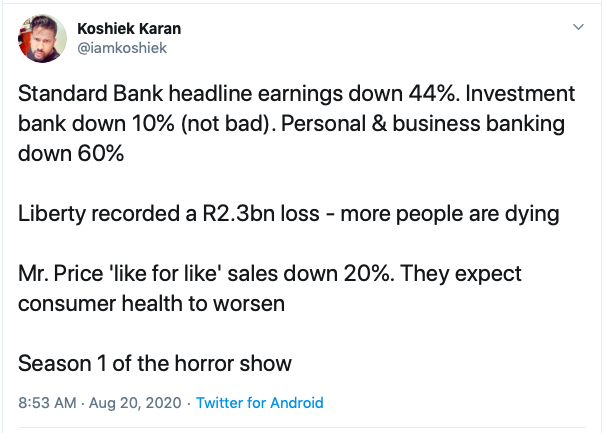 Koshiek Karan
@iamkoshiek
Standard Bank headline earnings down 44%. Investment
bank down 10% (not bad). Personal & business banking
down 60%
Liberty recorded a R2.3bn loss - more people are dying
Mr. Price 'like for like' sales down 20%. They expect
consumer health to worsen
Season 1 of the horror show
8:53 AM · Aug 20, 2020 · Twitter for Android